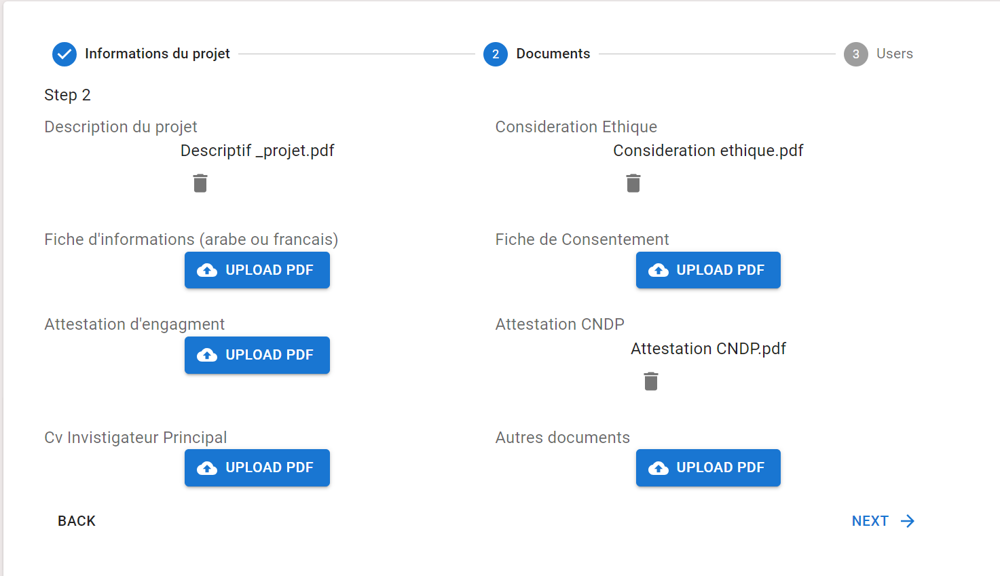 Informations du projet
2 Documents
3 Users
Step 2
Description du projet
Consideration Ethique
Descriptif _projet.pdf
Consideration ethique.pdf
Fiche d'informations (arabe ou francais)
Fiche de Consentement
UPLOAD PDF
UPLOAD PDF
Attestation d'engagment
Attestation CNDP
UPLOAD PDF
Attestation CNDP.pdf
Cv Invistigateur Principal
Autres documents
UPLOAD PDF
UPLOAD PDF
BACK
NEXT